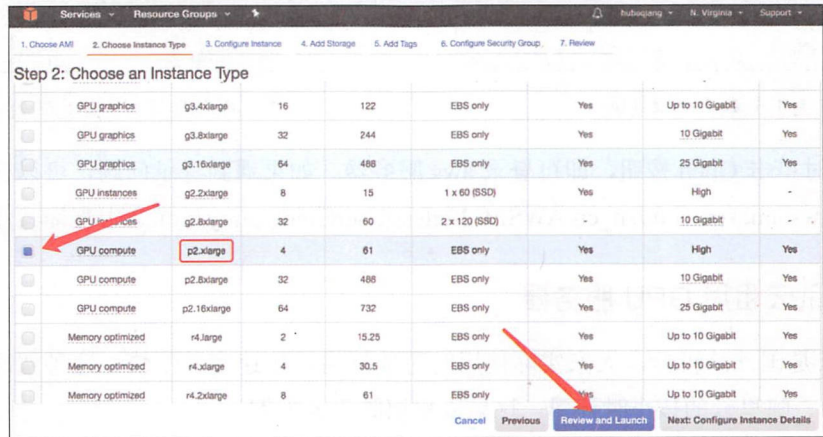 Services Resource Groups huboqiang N. Virginia Support
1. Choose AMI 2. Choose Instance Type 3. Configure Instance 4. Add Storage 5. Add Tags 6. Configure Security Group 7. Review
Step 2: Choose an Instance Type
GPU graphics g3.4xlarge 16 122 EBS only Yes Up to 10 Gigabit Yes
GPU graphics g3.8xlarge 32 244 EBS only Yes 10 Gigabit Yes
GPU graphics g3.16xlarge 64 488 EBS only Yes 25 Gigabit Yes
GPU instances g2.2xlarge 8 15 1 x 60 (SSD) Yes High -
GPU instances g2.8xlarge 32 60 2 x 120 (SSD) - 10 Gigabit -
GPU compute p2.xlarge 4 61 EBS only Yes High Yes
GPU compute p2.8xlarge 32 488 EBS only Yes 10 Gigabit Yes
GPU compute p2.16xlarge 64 732 EBS only Yes 25 Gigabit Yes
Memory optimized r4.large 2 15.25 EBS only Yes Up to 10 Gigabit Yes
Memory optimized r4.xlarge 4 30.5 EBS only Yes Up to 10 Gigabit Yes
Memory optimized r4.2xlarge 8 61 EBS only Yes Up to 10 Gigabit Yes
Cancel Previous Review and Launch Next: Configure Instance Details